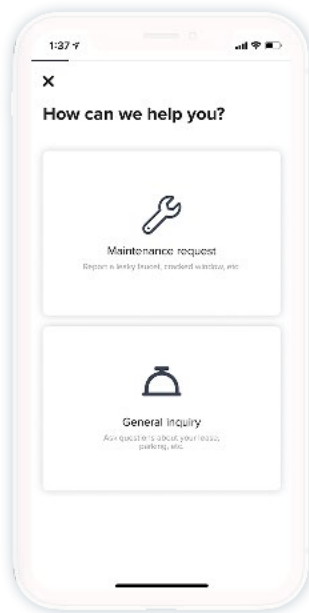 1:37
How can we help you?
Maintenance request
Report a leaky faucet, cracked window, etc
General inquiry
Ask questions about your lease,
parking, etc.